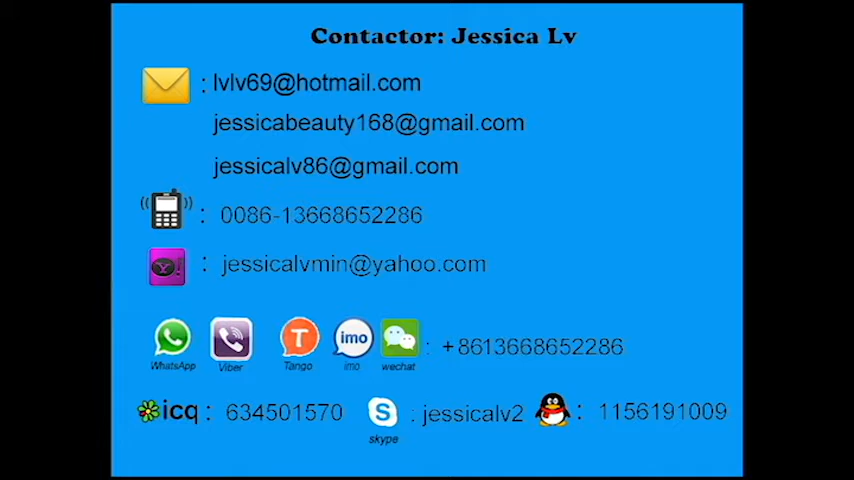 Contactor: Jessica Lv
: lvlv69@hotmail.com
jessicabeauty168@gmail.com
jessicalv86@gmail.com
: 0086-13668652286
Y! : jessicalvmin@yahoo.com
T imo : +8613668652286
WhatsApp Viber Tango imo wechat
icq : 634501570 S : jessicalv2 : 1156191009
skype